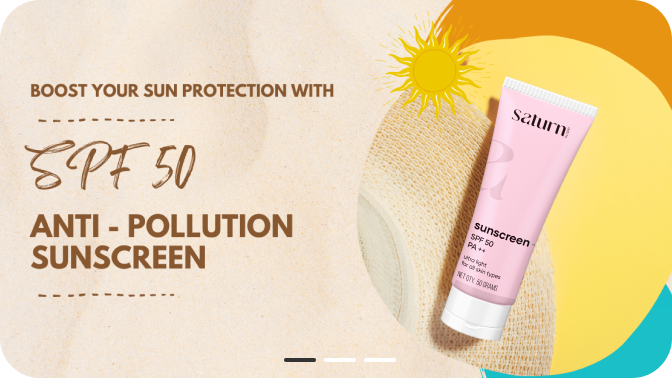 BOOST YOUR SUN PROTECTION WITH
SPF 50
ANTI - POLLUTION
SUNSCREEN
saturn
sunscreen
SPF 50
PA ++
ultra light
for all skin types
NET QTY. 50 GRAMS